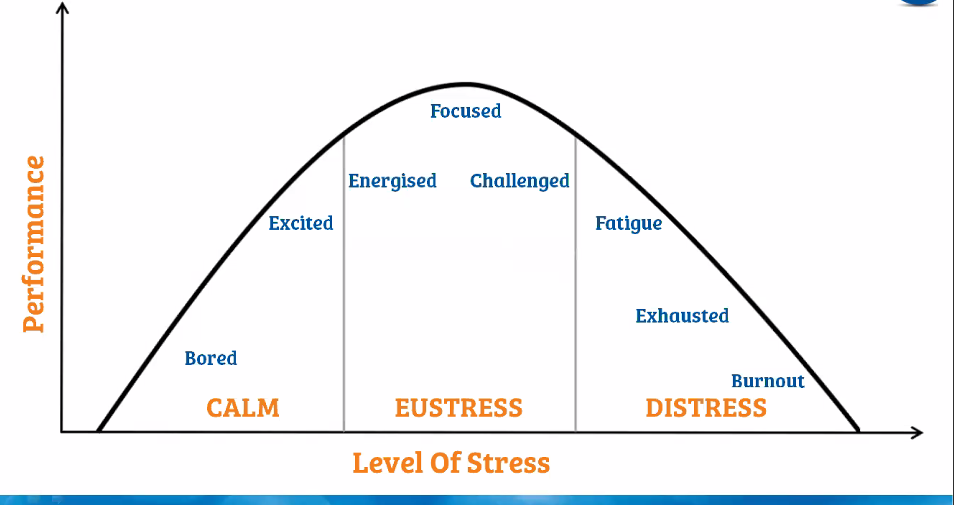 Focused
Energised
Challenged
Excited
Fatigue
Exhausted
Bored
Burnout
CALM
EUSTRESS
DISTRESS
Performance
Level Of Stress